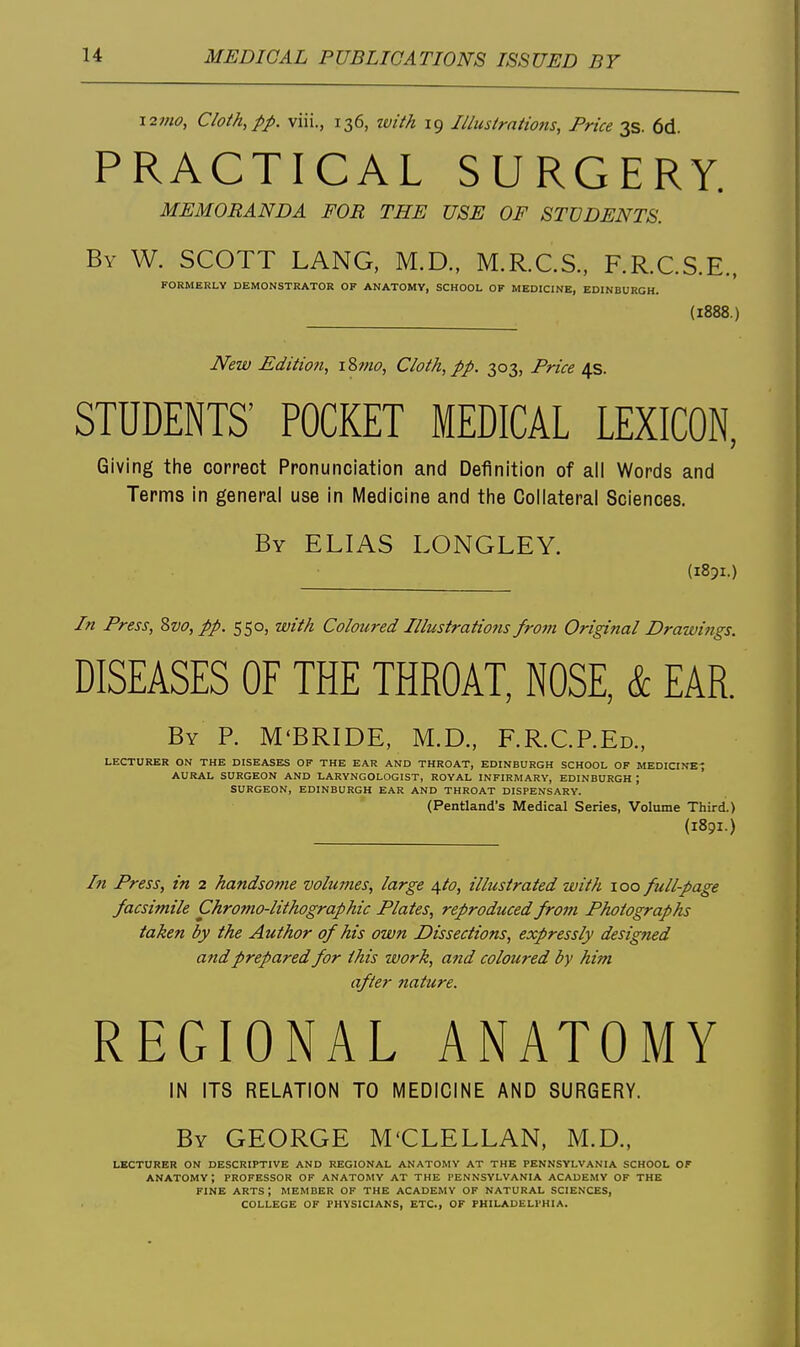 14 MEDICAL PUBLICATIONS ISSUED BY
12mo, Cloth, pp. viii., 136, with 19 Illustrations, Price 3s. 6d.
PRACTICAL SURGERY.
MEMORANDA FOR THE USE OF STUDENTS.
By W. SCOTT LANG, M.D., M.R.C.S., F.R.C.S.E.,
FORMERLY DEMONSTRATOR OF ANATOMY, SCHOOL OF MEDICINE, EDINBURGH.
(1888.)
New Edition, 18mo, Cloth, pp. 303, Price 4s.
STUDENTS' POCKET MEDICAL LEXICON,
Giving the correct Pronunciation and Definition of all Words and
Terms in general use in Medicine and the Collateral Sciences.
By ELIAS LONGLEY.
(1891.)
In Press, 8vo, pp. 550, with Coloured Illustrations from Original Drawings.
DISEASES OF THE THROAT, NOSE, & EAR.
By P. M‘BRIDE, M.D., F.R.C.P.Ed.,
LECTURER ON THE DISEASES OF THE EAR AND THROAT, EDINBURGH SCHOOL OF MEDICINE;
AURAL SURGEON AND LARYNGOLOGIST, ROYAL INFIRMARY, EDINBURGH;
SURGEON, EDINBURGH EAR AND THROAT DISPENSARY.
(Pentland's Medical Series, Volume Third.)
(1891.)
In Press, in 2 handsome volumes, large 4to, illustrated with 100 full-page
facsimile Chromo-lithographic Plates, reproduced from Photographs
taken by the Author of his own Dissections, expressly designed
and prepared for this work, and coloured by him
after nature.
REGIONAL ANATOMY
IN ITS RELATION TO MEDICINE AND SURGERY.
By GEORGE M‘CLELLAN, M.D.,
LECTURER ON DESCRIPTIVE AND REGIONAL ANATOMY AT THE PENNSYLVANIA SCHOOL OF
ANATOMY; PROFESSOR OF ANATOMY AT THE PENNSYLVANIA ACADEMY OF THE
FINE ARTS; MEMBER OF THE ACADEMY OF NATURAL SCIENCES,
COLLEGE OF PHYSICIANS, ETC., OF PHILADELPHIA.